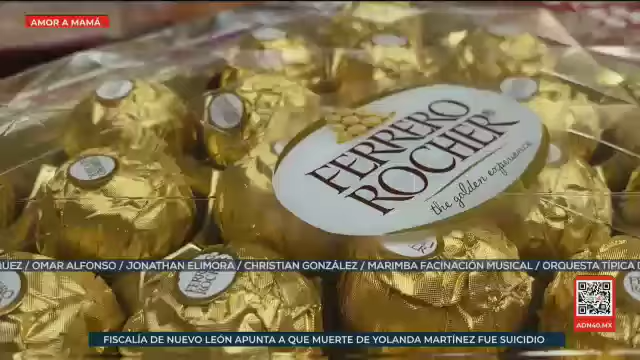 AMOR A MAMÁ
FERRERO
ROCHER®
the golden experience
QUEZ / OMAR ALFONSO / JONATHAN ELIMORA / CHRISTIAN GONZÁLEZ / MARIMBA FACINACIÓN MUSICAL / ORQUESTA TÍPICA D
ADN40.MX
FISCALÍA DE NUEVO LEÓN APUNTA A QUE MUERTE DE YOLANDA MARTÍNEZ FUE SUICIDIO